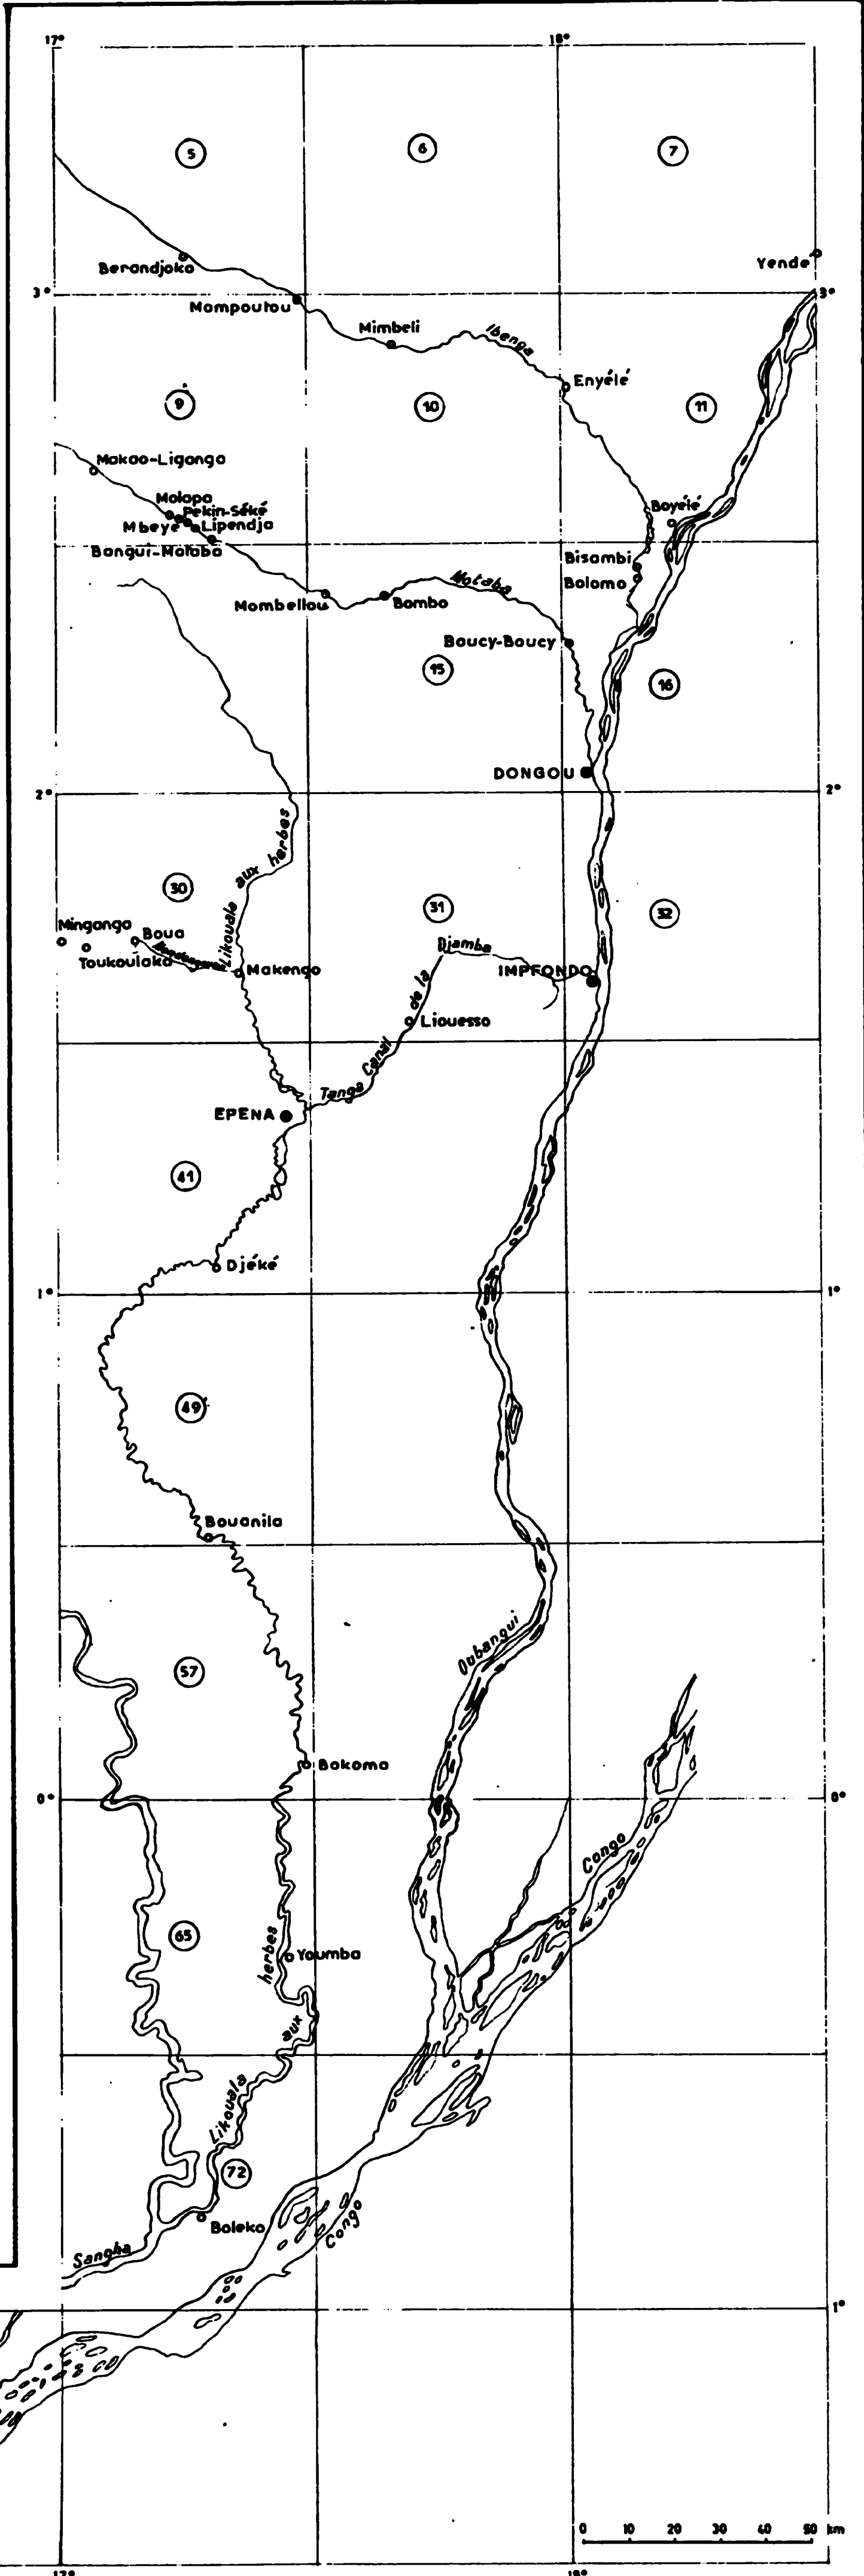 17° 18°
5 6 7
Berandjoko
Yende
3° 3°
Mompoutou
Mimbeli
Ibenga
Enyélé
9 10 11
Makao-Ligongo
Molapa
Pekin-Séké
Mbeye Lipendja
Bangui-Motaba
Boyélé
Bisambi
Bolomo
Motaba
Mombellou Bombo
Boucy-Boucy
15 16
DONGOU
2° 2°
Likouala aux herbes
30 31 32
Minganga Boua
Toukoulaka Makengo
Djamba
IMPFONDO
Liouesso
Tanga Canal de la
EPENA
41
Djéké
1° 1°
49
Bouanila
Oubangui
57
Bokoma
0° 0°
Congo
65
Youmba
Likouala aux herbes
72
Boleko
Congo
Sangha
1°
0 10 20 30 40 50 km
17° 18°